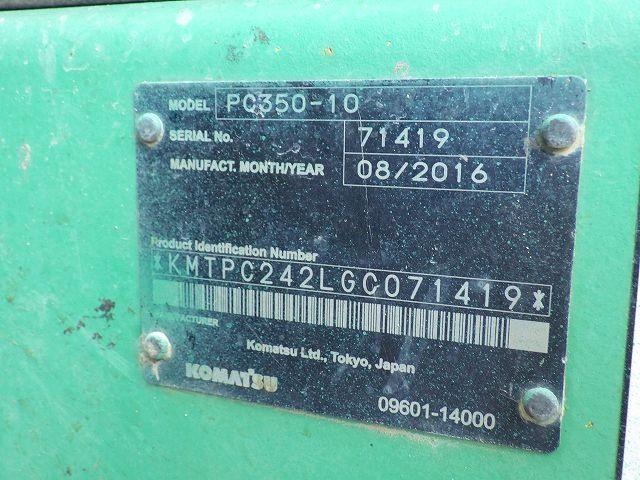 MODEL PC350-10
SERIAL No. 71419
MANUFACT. MONTH/YEAR 08/2016
Product Identification Number
*KMTPC242LGC071419*
MANUFACTURER
Komatsu Ltd., Tokyo, Japan
KOMATSU
09601-14000